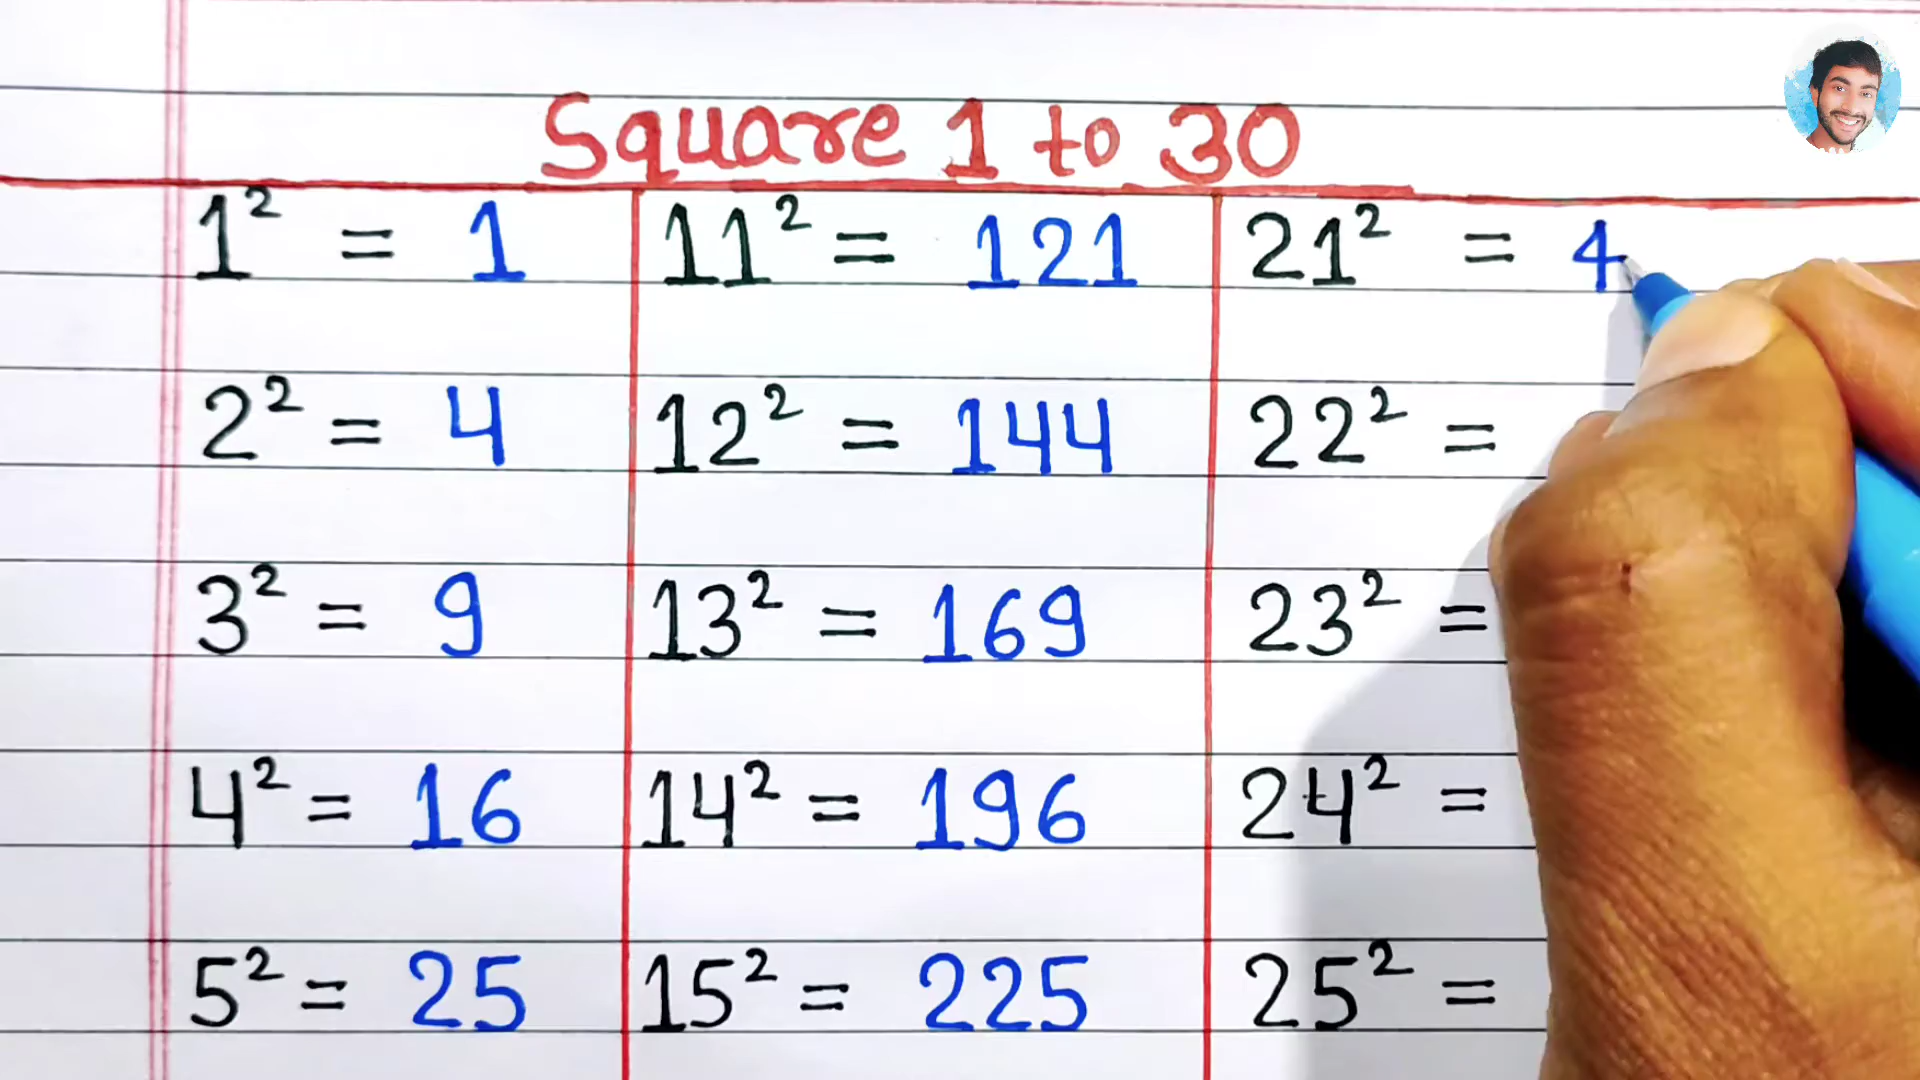 Square 1 to 30
1² = 1
2² = 4
3² = 9
4² = 16
5² = 25
11² = 121
12² = 144
13² = 169
14² = 196
15² = 225
21² = 4
22² =
23² =
24² =
25² =